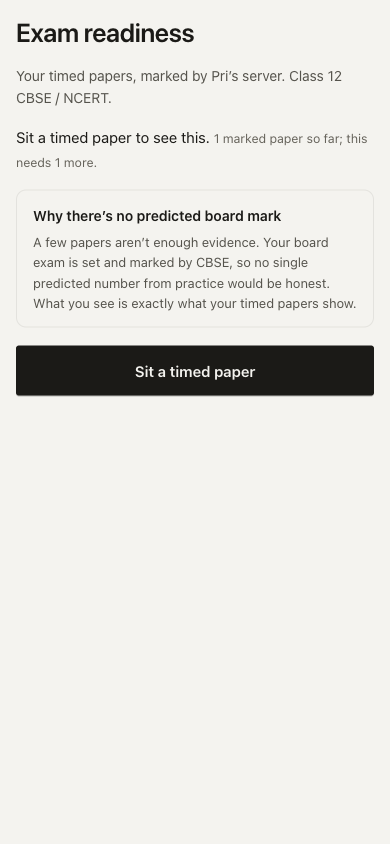 Exam readiness
Your timed papers, marked by Pri’s server. Class 12
CBSE / NCERT.
Sit a timed paper to see this. 1 marked paper so far; this
needs 1 more.
Why there’s no predicted board mark
A few papers aren’t enough evidence. Your board
exam is set and marked by CBSE, so no single
predicted number from practice would be honest.
What you see is exactly what your timed papers show.
Sit a timed paper